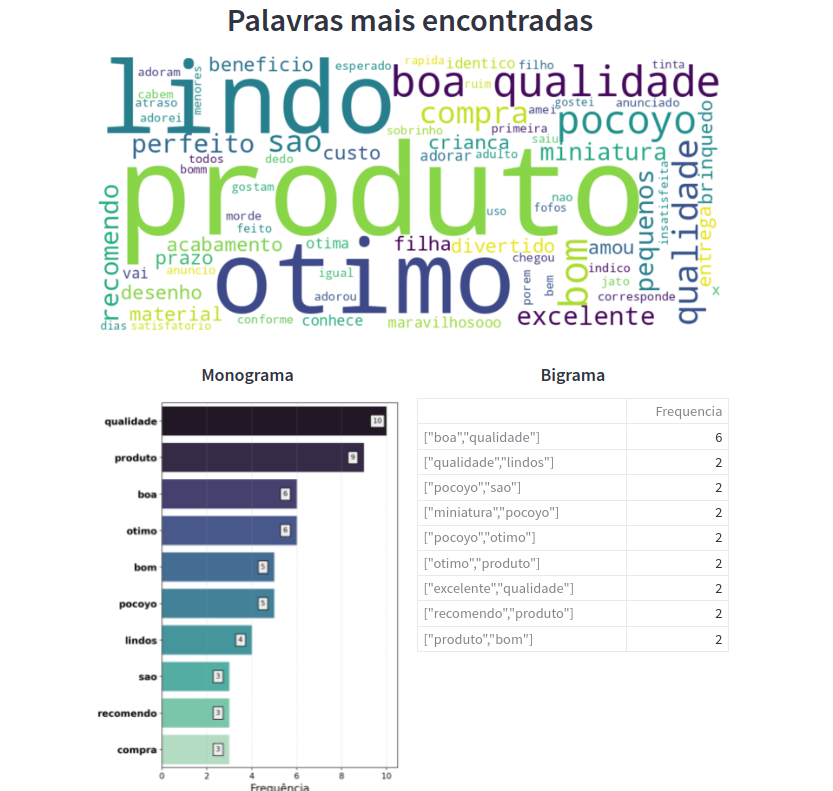 Palavras mais encontradas
lindo
adoram
beneficio
esperado
rapida
identico
filho
tinta
menores
cabem
atraso
adorei
boa qualidade
ruim
compra
amei
gostei
anunciado
pocoyo
perfeito
sao
sobrinho
primeira
saiu
crianca
todos
dedo
custo
adorar
adulto
miniatura
bomm
produto
gostam
uso
nao
fofos
pequenos
insatisfeita
qualidade
brinquedo
entrega
recomendo
morde
feito
acabamento
otima
filha
divertido
bom
amou
prazo
chegou
vai
anuncio
igual
otimo
porem
bem
indico
jato
desenho
adorou
corresponde
x
material
excelente
dias
satisfatorio
conforme
conhece
maravilhosooo
Monograma
qualidade 10
produto 9
boa 6
otimo 6
bom 5
pocoyo 5
lindos 4
sao 3
recomendo 3
compra 3
0 2 4 6 8 10
Frequência
Bigrama
Frequencia
["boa","qualidade"] 6
["qualidade","lindos"] 2
["pocoyo","sao"] 2
["miniatura","pocoyo"] 2
["pocoyo","otimo"] 2
["otimo","produto"] 2
["excelente","qualidade"] 2
["recomendo","produto"] 2
["produto","bom"] 2